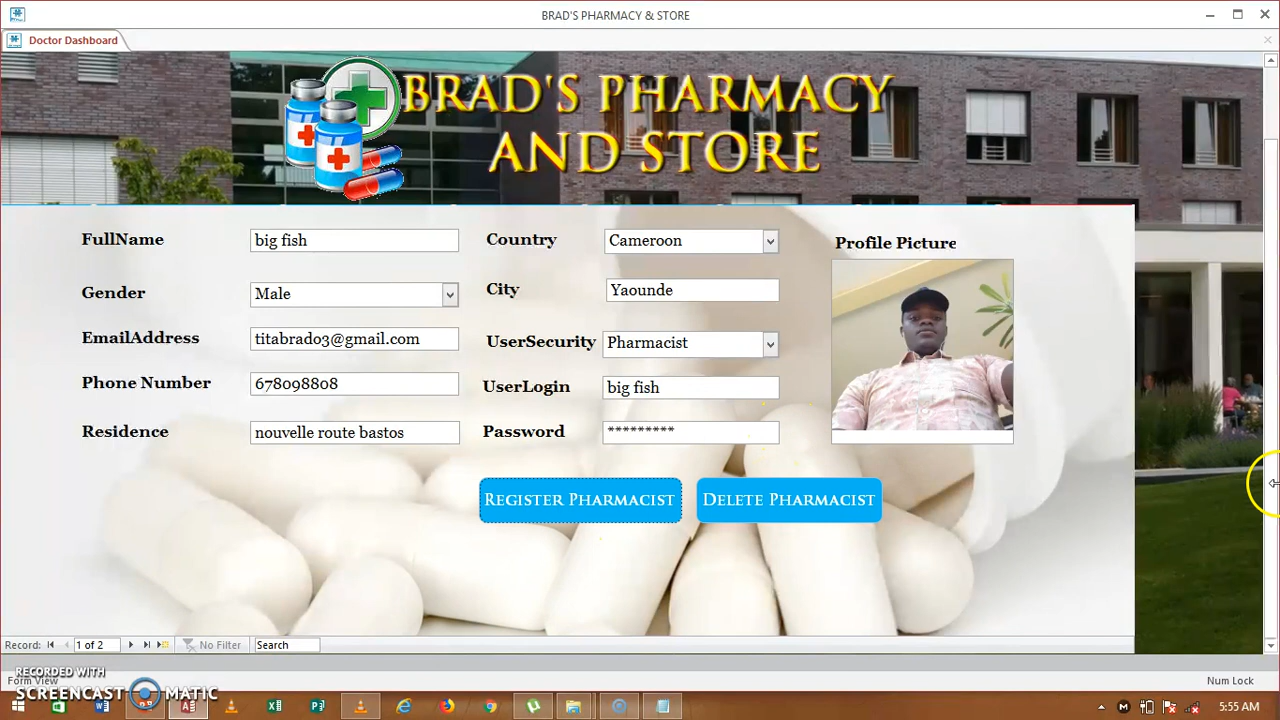 BRAD'S PHARMACY & STORE
Doctor Dashboard
BRAD'S PHARMACY
AND STORE
FullName
big fish
Country
Cameroon
Profile Picture
Gender
Male
City
Yaounde
EmailAddress
titabrado3@gmail.com
UserSecurity
Pharmacist
Phone Number
678098808
UserLogin
big fish
Residence
nouvelle route bastos
Password
*********
REGISTER PHARMACIST
DELETE PHARMACIST
Record:
1 of 2
No Filter
Search
RECORDED WITH
Form View
Num Lock
SCREENCAST MATIC
5:55 AM